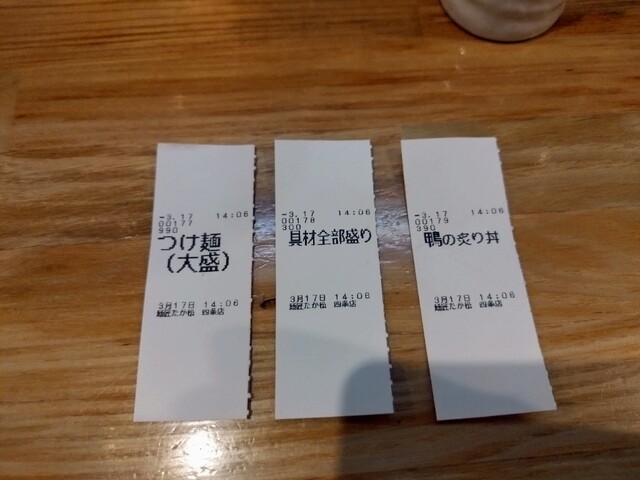 -3.17 14:06
00177
990
つけ麺
(大盛)
3月17日 14:06
麺匠たか松 四条店
-3.17 14:06
00178
300
具材全部盛り
3月17日 14:06
麺匠たか松 四条店
-3.17 14:06
00179
390
鴨の炙り丼
3月17日 14:06
麺匠たか松 四条店